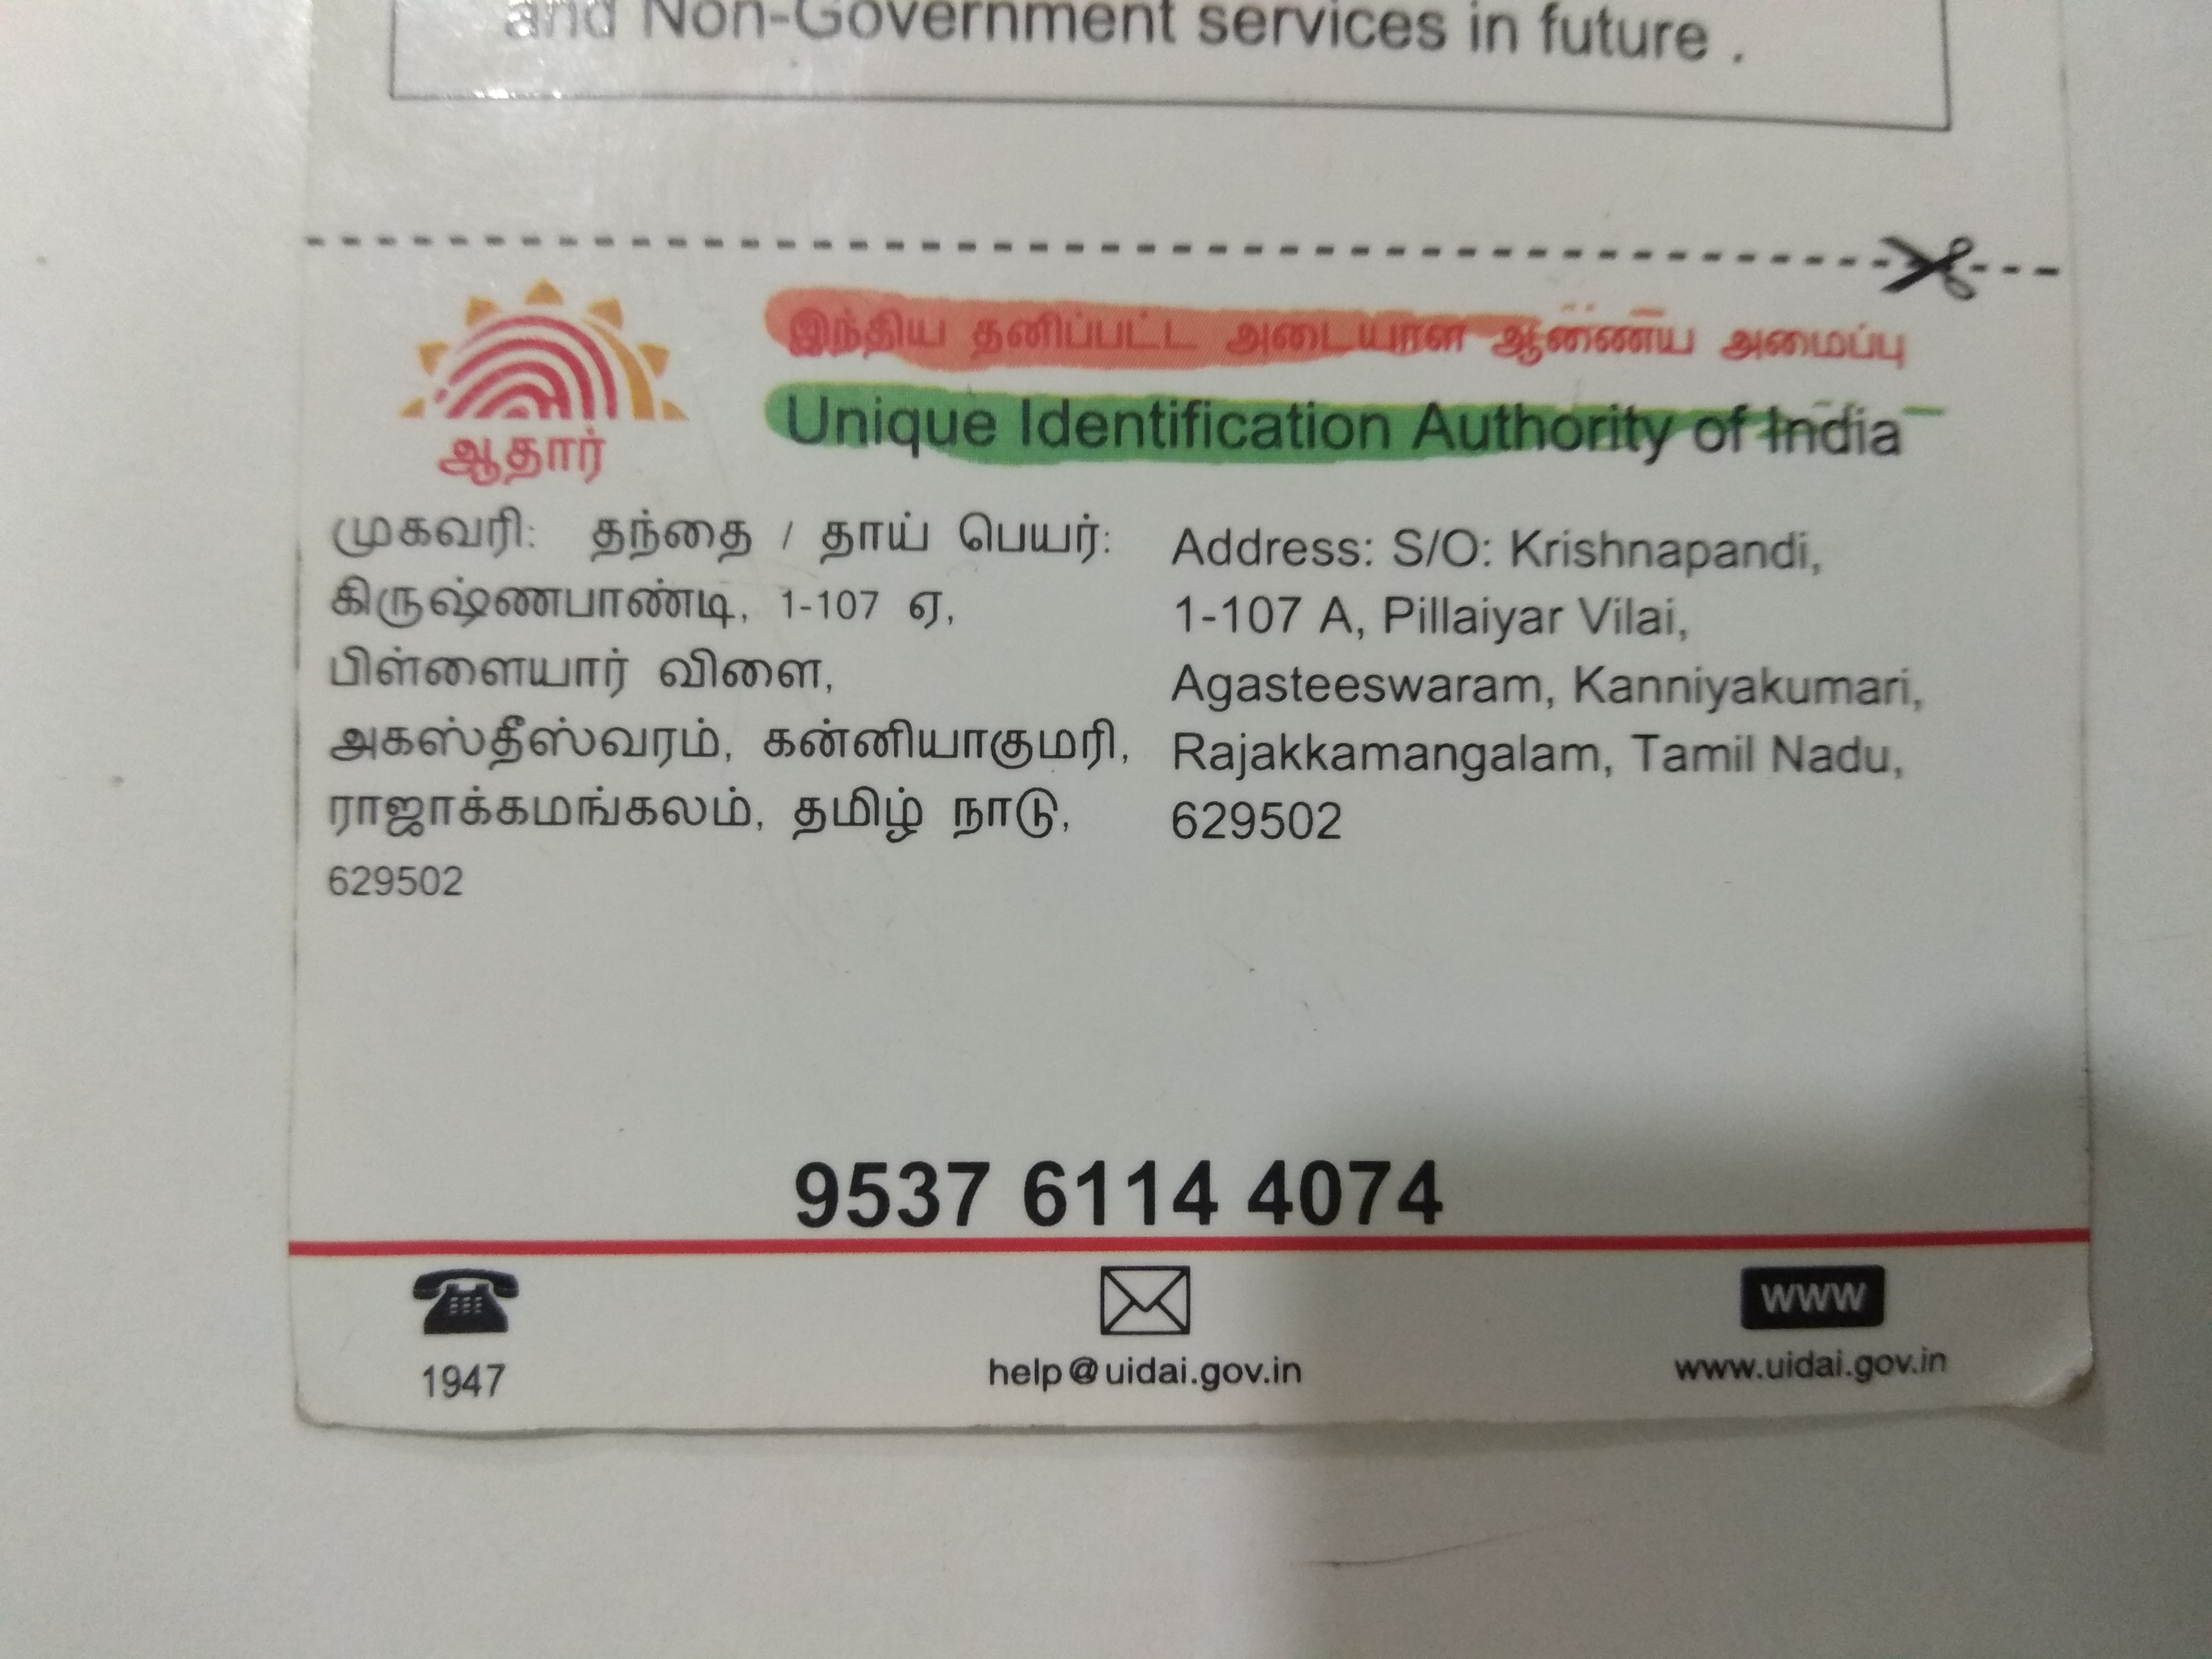 and Non-Government services in future .
இந்திய தனிப்பட்ட அடையாள ஆணைய அமைப்பு
Unique Identification Authority of India
ஆதார்
முகவரி: தந்தை / தாய் பெயர்:
கிருஷ்ணபாண்டி, 1-107 ஏ,
பிள்ளையார் விளை,
அகஸ்தீஸ்வரம், கன்னியாகுமரி,
ராஜாக்கமங்கலம், தமிழ் நாடு,
629502
Address: S/O: Krishnapandi,
1-107 A, Pillaiyar Vilai,
Agasteeswaram, Kanniyakumari,
Rajakkamangalam, Tamil Nadu,
629502
9537 6114 4074
1947
help@uidai.gov.in
www
www.uidai.gov.in